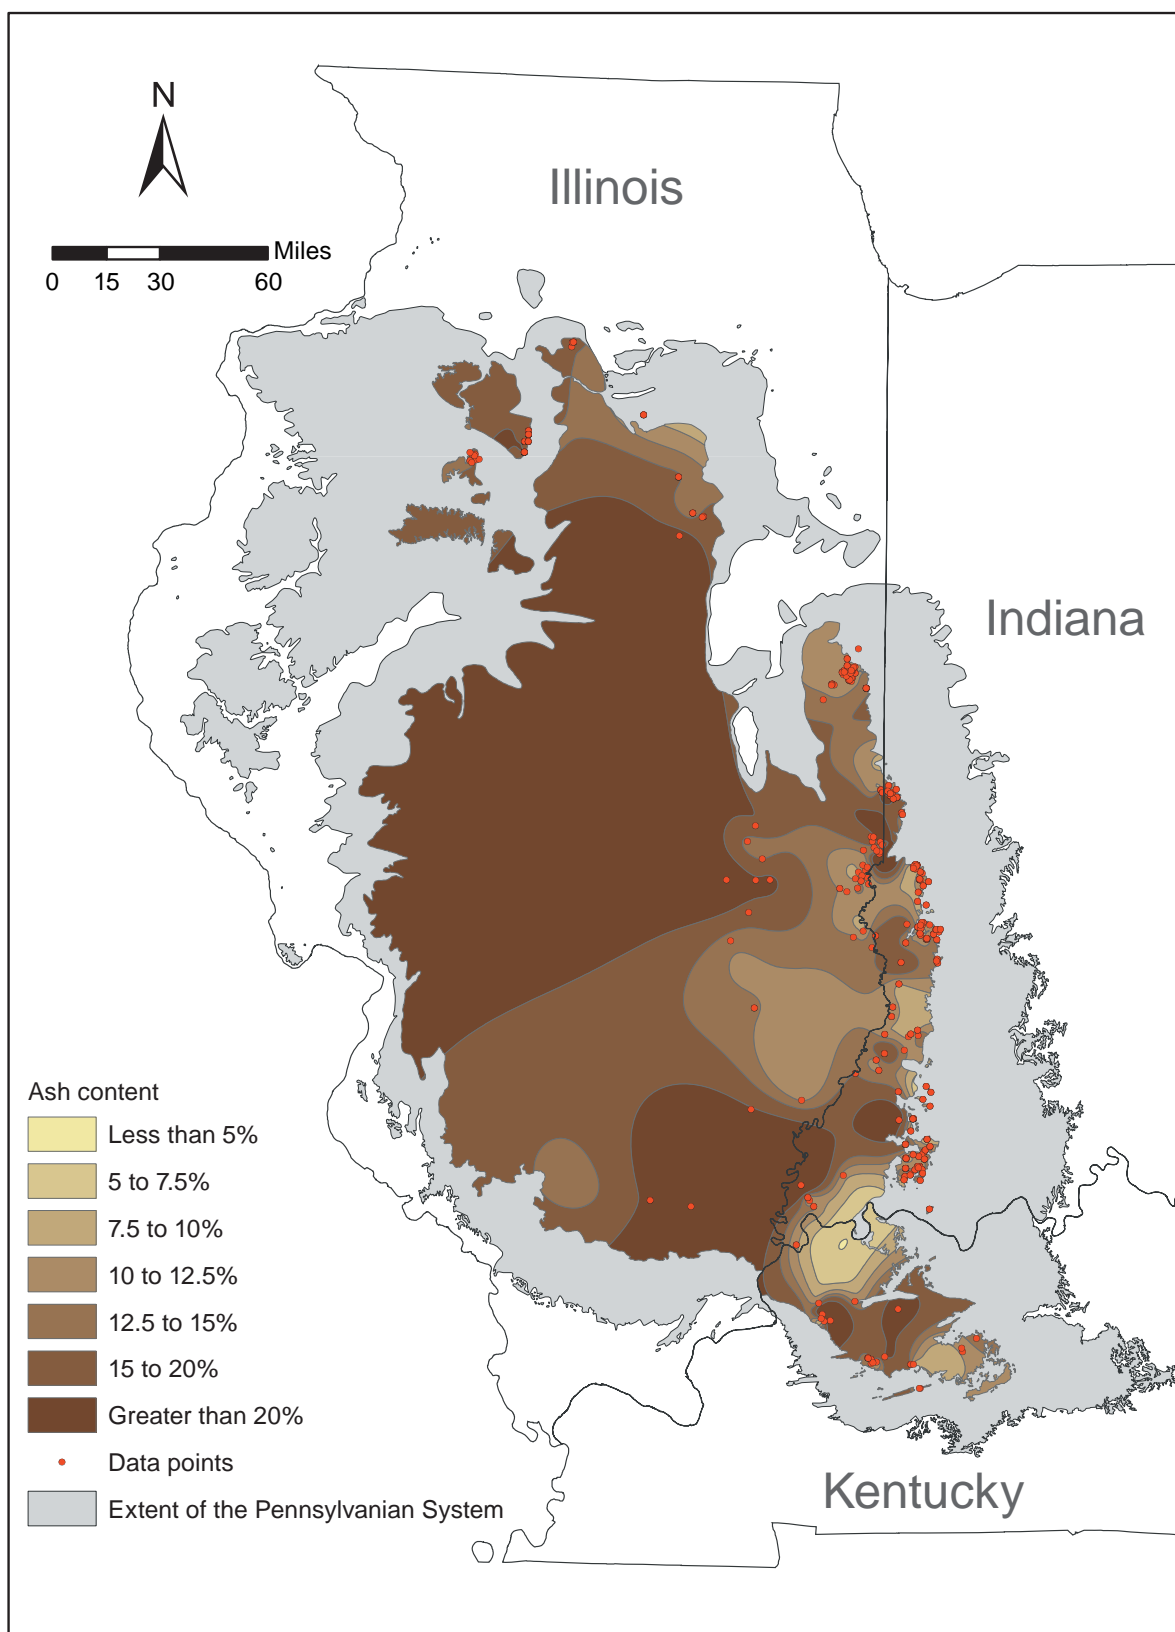 N
Illinois
Miles
0 15 30 60
Indiana
Ash content
Less than 5%
5 to 7.5%
7.5 to 10%
10 to 12.5%
12.5 to 15%
15 to 20%
Greater than 20%
Data points
Extent of the Pennsylvanian System
Kentucky